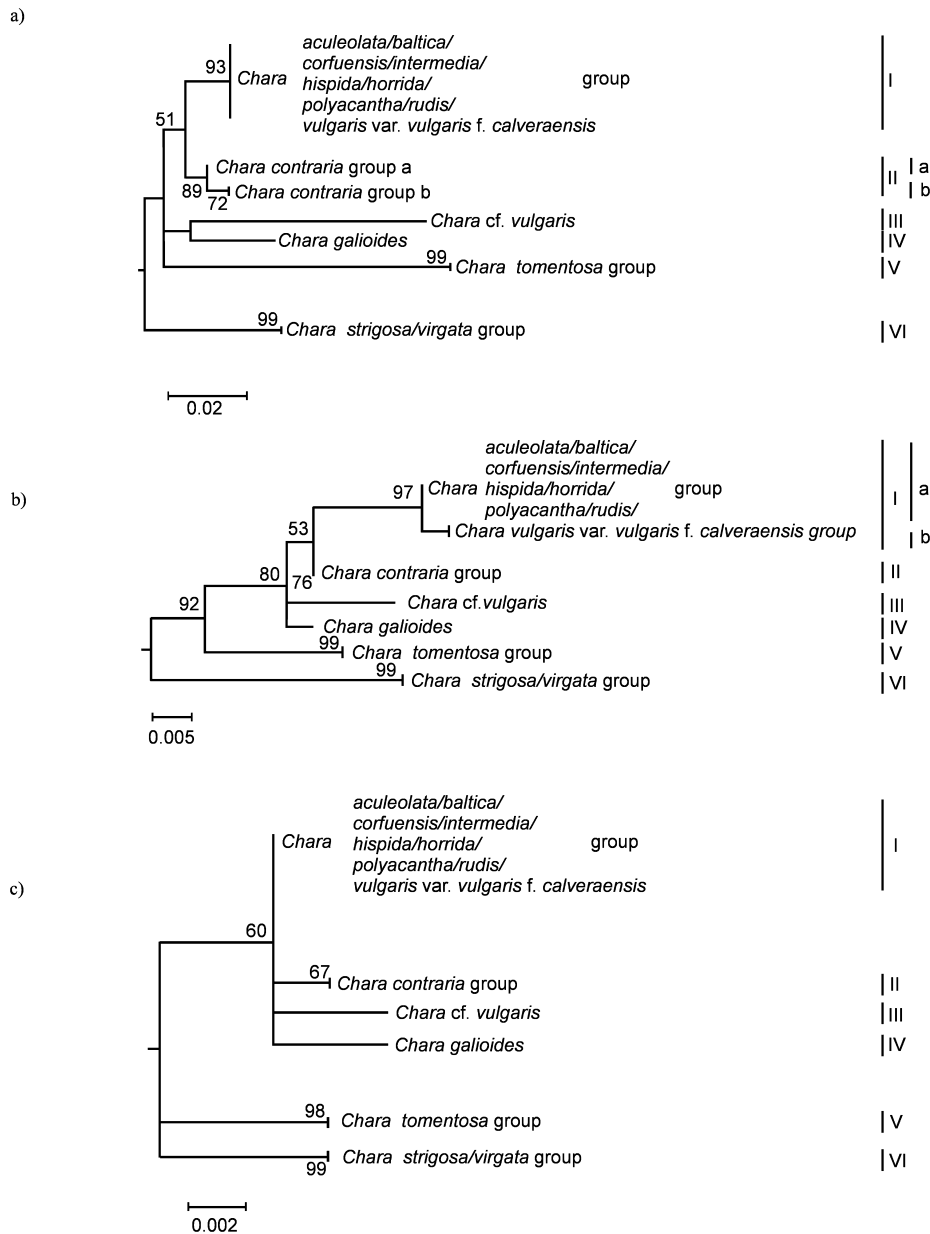 a)
aculeolata/baltica/
corfuensis/intermedia/
93 Chara hispida/horrida/ group I
polyacantha/rudis/
vulgaris var. vulgaris f. calveraensis
51
Chara contraria group a II a
89 Chara contraria group b b
72
Chara cf. vulgaris III
Chara galioides IV
99 Chara tomentosa group V
99 Chara strigosa/virgata group VI
0.02
b)
aculeolata/baltica/
corfuensis/intermedia/
97 Chara hispida/horrida/ group I a
polyacantha/rudis/
53 Chara vulgaris var. vulgaris f. calveraensis group b
80 76 Chara contraria group II
92 Chara cf.vulgaris III
Chara galioides IV
99 Chara tomentosa group V
99 Chara strigosa/virgata group VI
0.005
c)
aculeolata/baltica/
corfuensis/intermedia/
Chara hispida/horrida/ group I
polyacantha/rudis/
vulgaris var. vulgaris f. calveraensis
60
67 Chara contraria group II
Chara cf. vulgaris III
Chara galioides IV
98 Chara tomentosa group V
99 Chara strigosa/virgata group VI
0.002